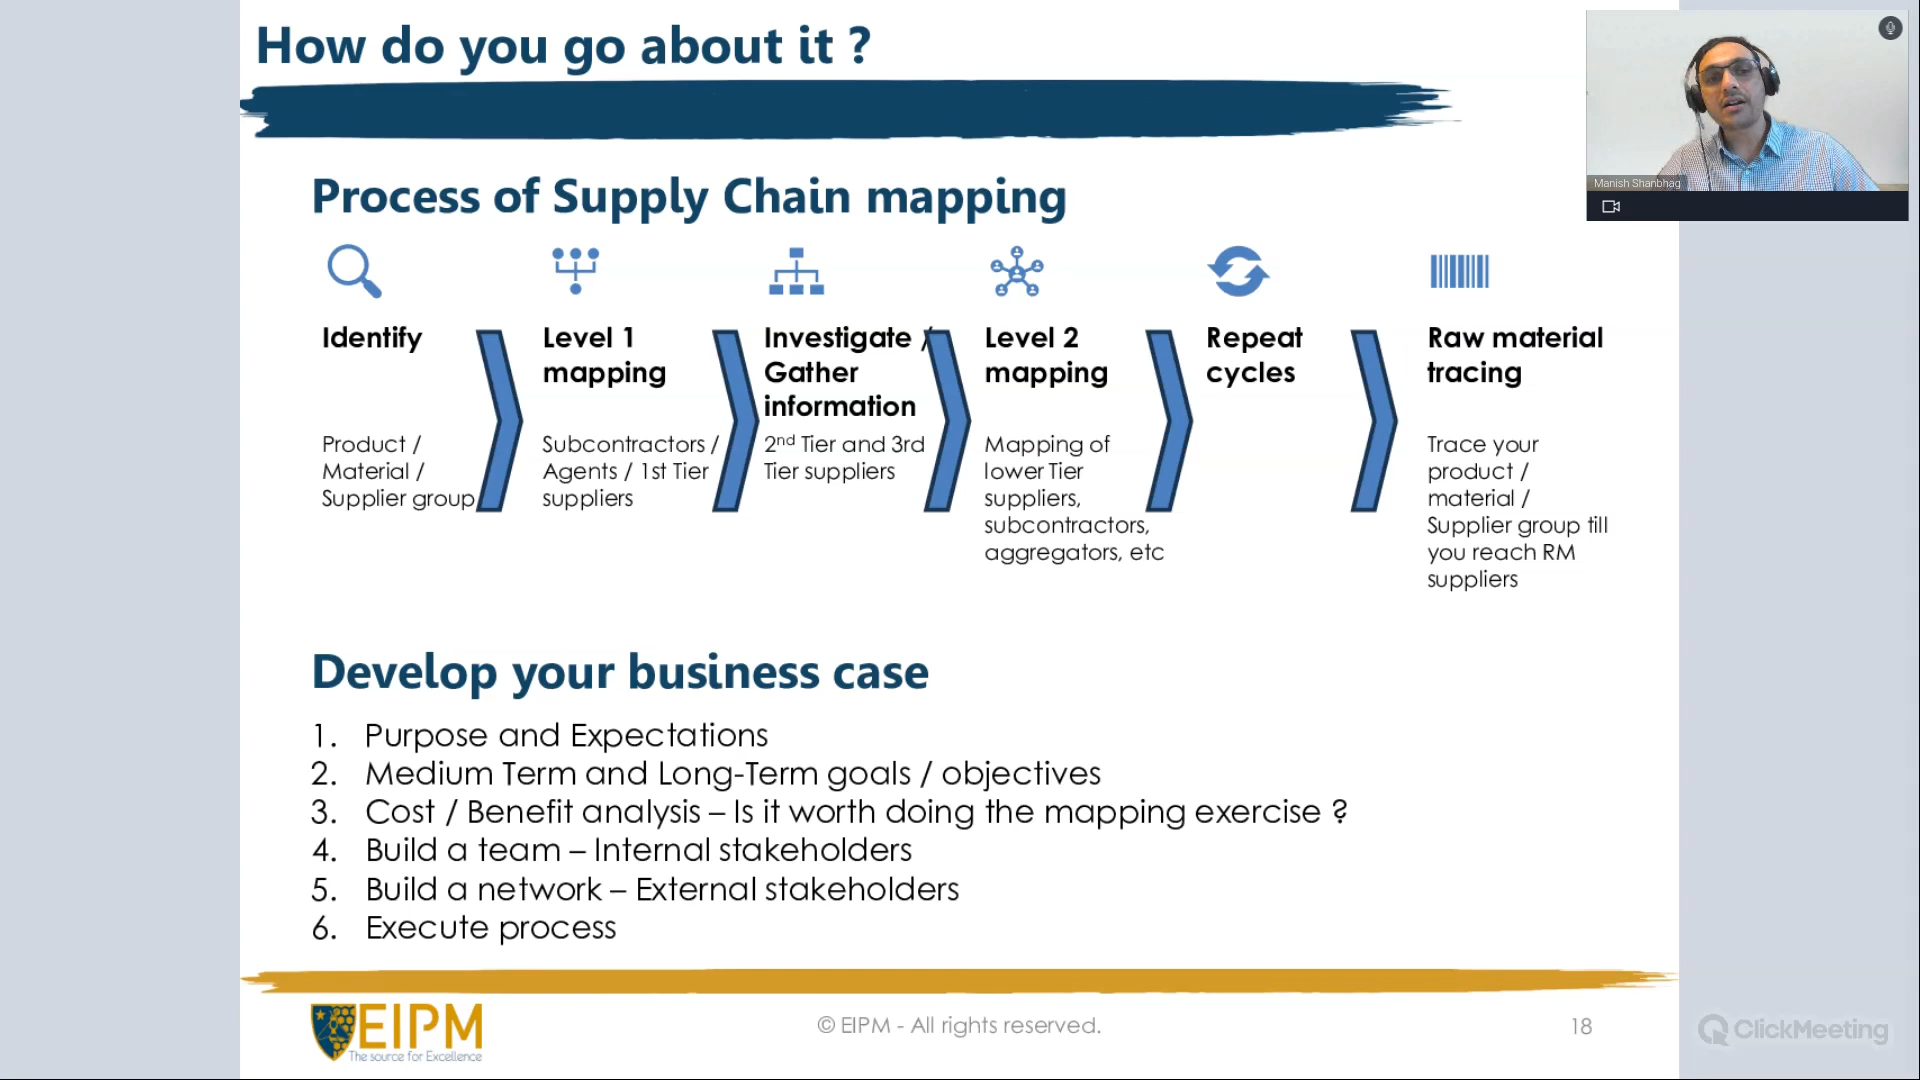 How do you go about it ?
Manish Shanbhag
Process of Supply Chain mapping
Identify
Product /
Material /
Supplier group
Level 1
mapping
Subcontractors /
Agents / 1st Tier
suppliers
Investigate /
Gather
information
2nd Tier and 3rd
Tier suppliers
Level 2
mapping
Mapping of
lower Tier
suppliers,
subcontractors,
aggregators, etc
Repeat
cycles
Raw material
tracing
Trace your
product /
material /
Supplier group till
you reach RM
suppliers
Develop your business case
1. Purpose and Expectations
2. Medium Term and Long-Term goals / objectives
3. Cost / Benefit analysis – Is it worth doing the mapping exercise ?
4. Build a team – Internal stakeholders
5. Build a network – External stakeholders
6. Execute process
EIPM
The source for Excellence
© EIPM - All rights reserved.
18
ClickMeeting